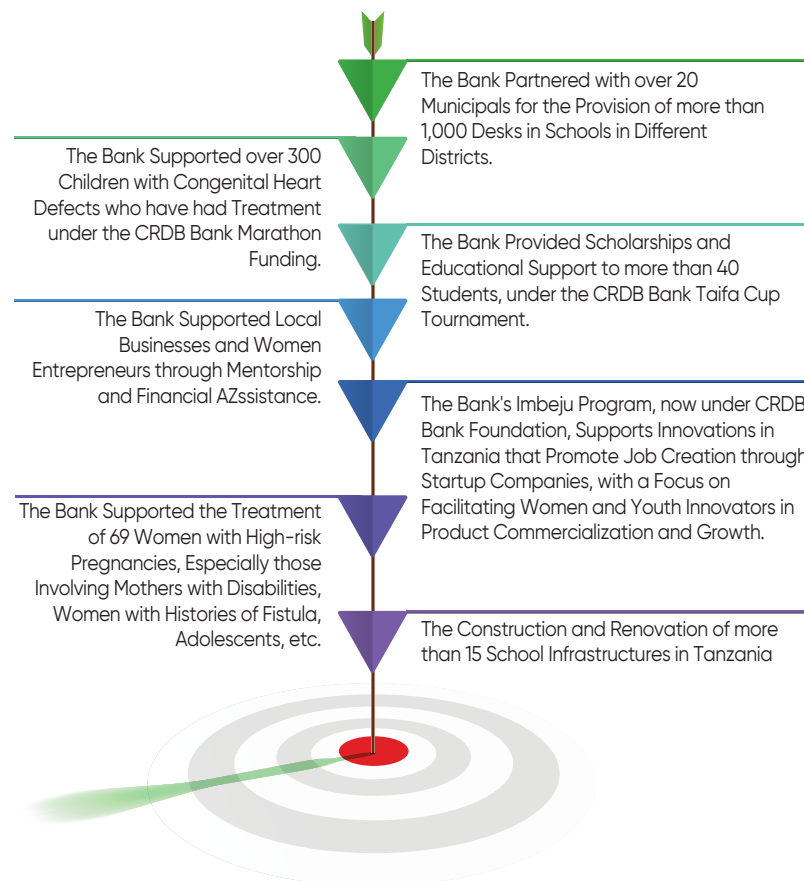 The Bank Partnered with over 20
Municipals for the Provision of more than
1,000 Desks in Schools in Different
Districts.
The Bank Supported over 300
Children with Congenital Heart
Defects who have had Treatment
under the CRDB Bank Marathon
Funding.
The Bank Provided Scholarships and
Educational Support to more than 40
Students, under the CRDB Bank Taifa Cup
Tournament.
The Bank Supported Local
Businesses and Women
Entrepreneurs through Mentorship
and Financial AZssistance.
The Bank's Imbeju Program, now under CRDB
Bank Foundation, Supports Innovations in
Tanzania that Promote Job Creation through
Startup Companies, with a Focus on
Facilitating Women and Youth Innovators in
Product Commercialization and Growth.
The Bank Supported the Treatment
of 69 Women with High-risk
Pregnancies, Especially those
Involving Mothers with Disabilities,
Women with Histories of Fistula,
Adolescents, etc.
The Construction and Renovation of more
than 15 School Infrastructures in Tanzania